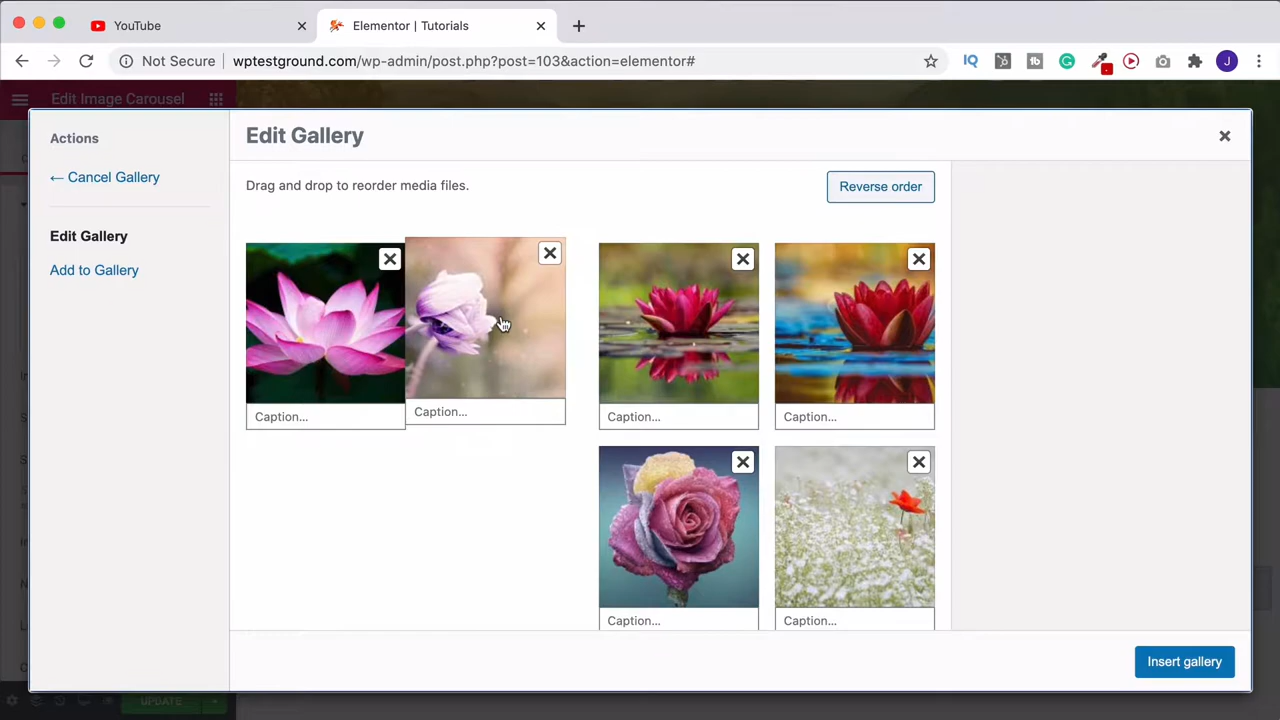 YouTube
Elementor | Tutorials
Not Secure
wptestground.com/wp-admin/post.php?post=103&action=elementor#
J
Edit Image Carousel
Actions
← Cancel Gallery
Edit Gallery
Add to Gallery
Edit Gallery
Drag and drop to reorder media files.
Reverse order
Caption...
Caption...
Caption...
Caption...
Caption...
Caption...
Insert gallery
UPDATE